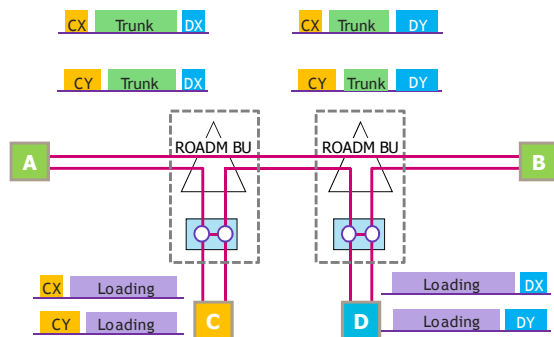 CX Trunk DX
CX Trunk DY
CY Trunk DX
CY Trunk DY
ROADM BU
ROADM BU
A
B
CX Loading
Loading DX
CY Loading
Loading DY
C
D